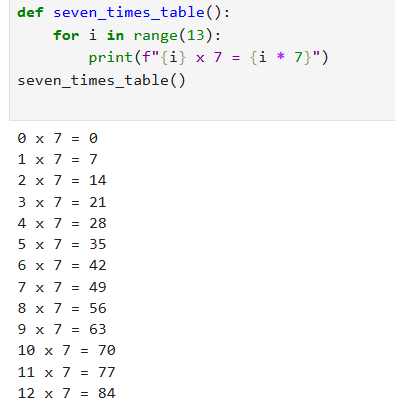 def seven_times_table():
    for i in range(13):
        print(f"{i} x 7 = {i * 7}")
seven_times_table()
0 x 7 = 0
1 x 7 = 7
2 x 7 = 14
3 x 7 = 21
4 x 7 = 28
5 x 7 = 35
6 x 7 = 42
7 x 7 = 49
8 x 7 = 56
9 x 7 = 63
10 x 7 = 70
11 x 7 = 77
12 x 7 = 84